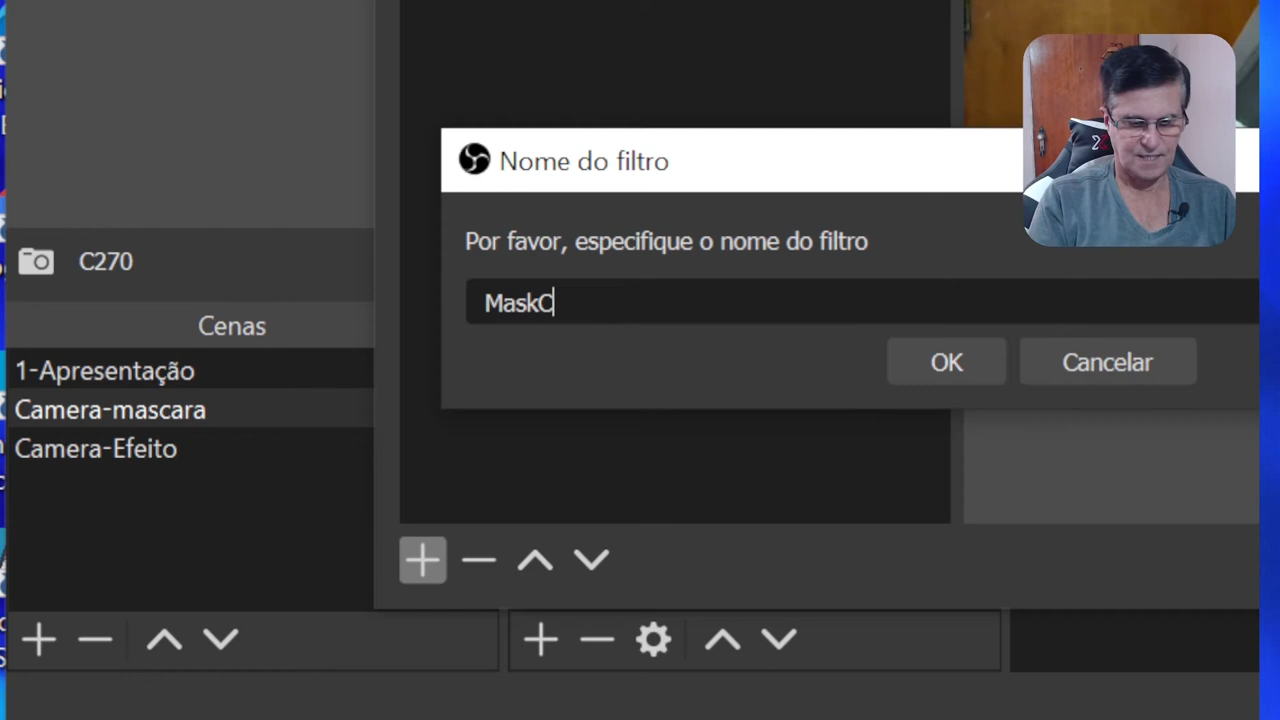 Nome do filtro
Por favor, especifique o nome do filtro
MaskC
OK
Cancelar
C270
Cenas
1-Apresentação
Camera-mascara
Camera-Efeito